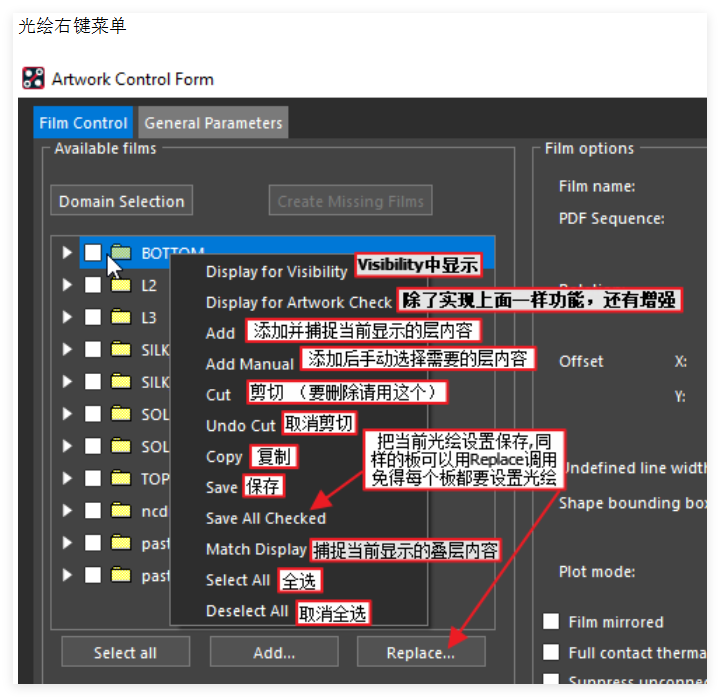 光绘右键菜单
Artwork Control Form
Film Control
General Parameters
Available films
Film options
Domain Selection
Create Missing Films
Film name:
PDF Sequence:
BOTTOM
L2
L3
SILK
SILK
SOL
SOL
TOP
ncd
past
past
Display for Visibility
Visibility中显示
Display for Artwork Check
除了实现上面一样功能，还有增强
Add
添加并捕捉当前显示的层内容
Add Manual
添加后手动选择需要的层内容
Cut
剪切 （要删除请用这个）
Undo Cut
取消剪切
Copy
复制
Save
保存
Save All Checked
把当前光绘设置保存,同
样的板可以用Replace调用
免得每个板都要设置光绘
Match Display
捕捉当前显示的叠层内容
Select All
全选
Deselect All
取消全选
Offset
X:
Y:
Undefined line width
Shape bounding box
Plot mode:
Film mirrored
Full contact therma
Suppress unconnec
Select all
Add...
Replace...